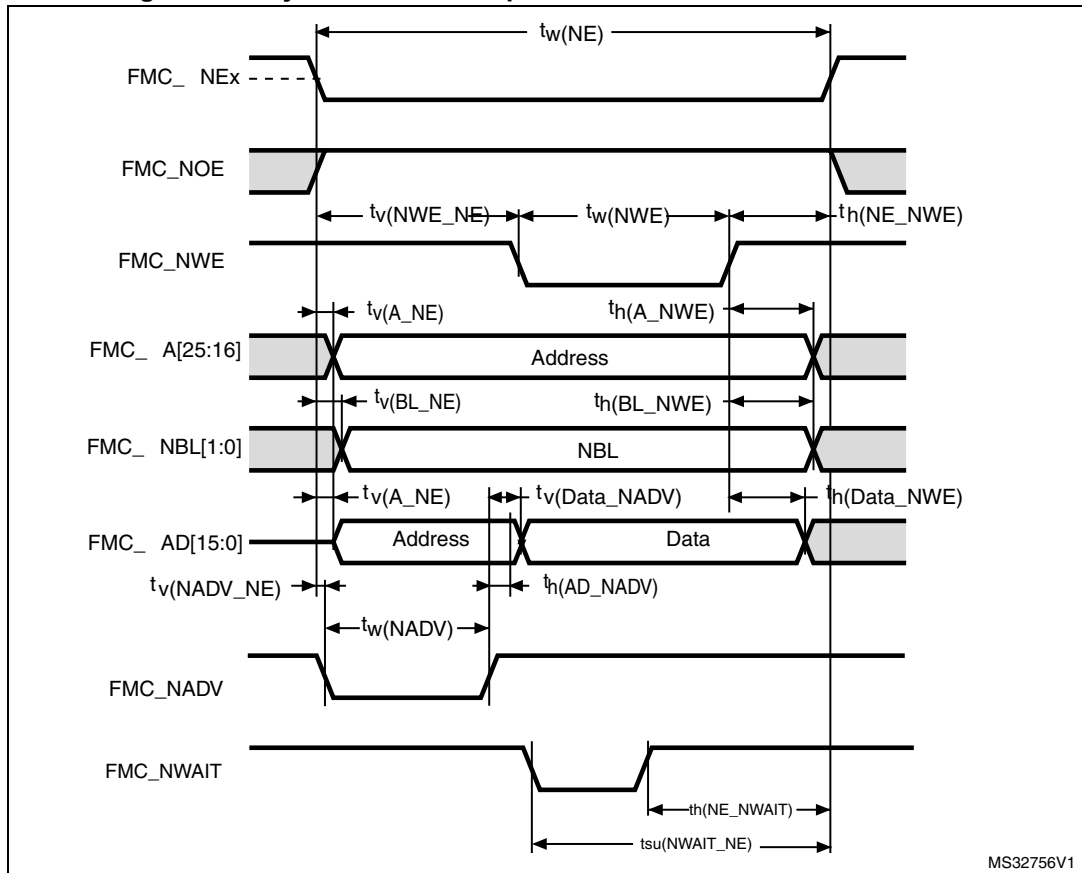 tw(NE)
FMC_ NEx
FMC_NOE
tv(NWE_NE)
tw(NWE)
th(NE_NWE)
FMC_NWE
tv(A_NE)
th(A_NWE)
FMC_ A[25:16]
Address
tv(BL_NE)
th(BL_NWE)
FMC_ NBL[1:0]
NBL
tv(A_NE)
tv(Data_NADV)
th(Data_NWE)
FMC_ AD[15:0]
Address
Data
tv(NADV_NE)
th(AD_NADV)
tw(NADV)
FMC_NADV
FMC_NWAIT
th(NE_NWAIT)
tsu(NWAIT_NE)
MS32756V1